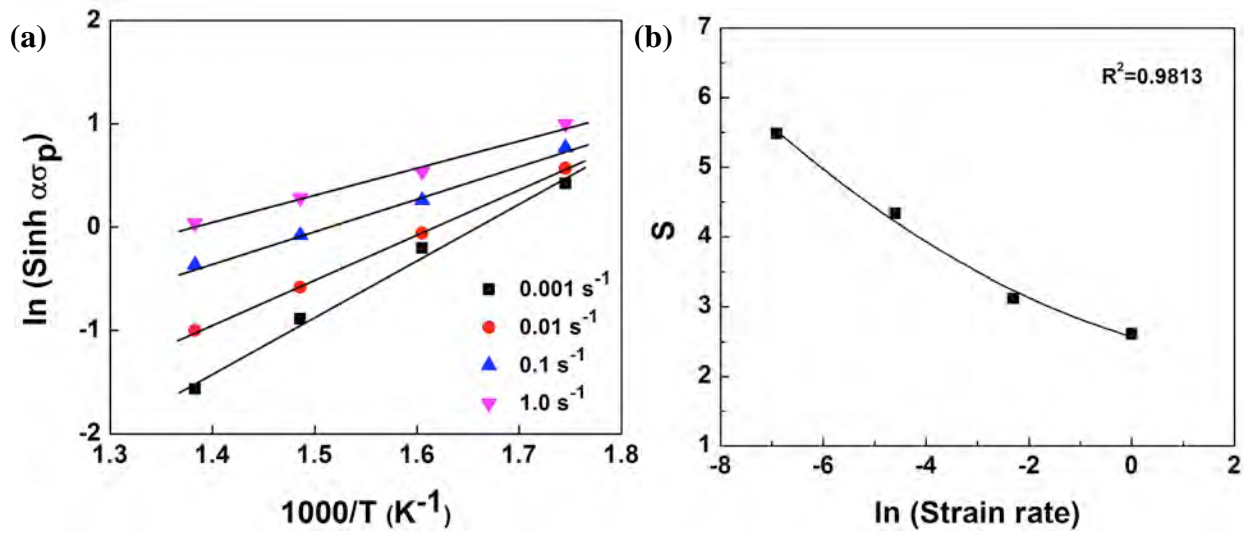 (a)
ln (Sinh ασp)
2
1
0
-1
-2
1.3 1.4 1.5 1.6 1.7 1.8
1000/T (K⁻¹)
0.001 s⁻¹
0.01 s⁻¹
0.1 s⁻¹
1.0 s⁻¹
(b)
S
7
6
5
4
3
2
1
-8 -6 -4 -2 0 2
ln (Strain rate)
R²=0.9813